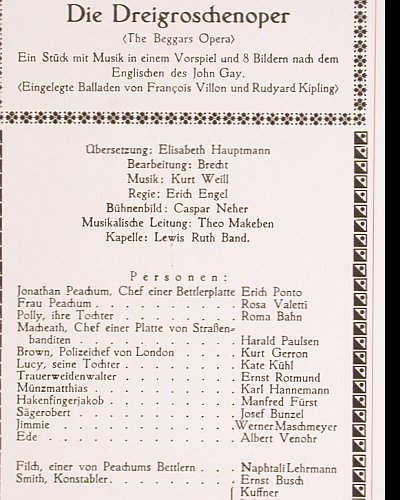 Die Dreigroschenoper
(The Beggars Opera)
Ein Stück mit Musik in einem Vorspiel und 8 Bildern nach dem
Englischen des John Gay.
(Eingelegte Balladen von François Villon und Rudyard Kipling)
Übersetzung: Elisabeth Hauptmann
Bearbeitung: Brecht
Musik: Kurt Weill
Regie: Erich Engel
Bühnenbild: Caspar Neher
Musikalische Leitung: Theo Makeben
Kapelle: Lewis Ruth Band.
Personen:
Jonathan Peachum, Chef einer Bettlerplatte Erich Ponto
Frau Peachum . . . . . . . . . . Rosa Valetti
Polly, ihre Tochter . . . . . . . . . Roma Bahn
Macheath, Chef einer Platte von Straßen=
banditen . . . . . . . . . . . Harald Paulsen
Brown, Polizeichef von London . . . . . . Kurt Gerron
Lucy, seine Tochter . . . . . . . . . Kate Kühl
Trauerweidenwalter . . . . . . . . . Ernst Rotmund
Münzmatthias . . . . . . . . . . Karl Hannemann
Hakenfingerjakob . . . . . . . . . Manfred Fürst
Sägerobert . . . . . . . . . . . Josef Bunzel
Jimmie . . . . . . . . . . . . Werner Maschmeyer
Ede . . . . . . . . . . . . . Albert Venohr
Filch, einer von Peachums Bettlern . . . Naphtali Lehrmann
Smith, Konstabler . . . . . . . . . Ernst Busch
Kuffner